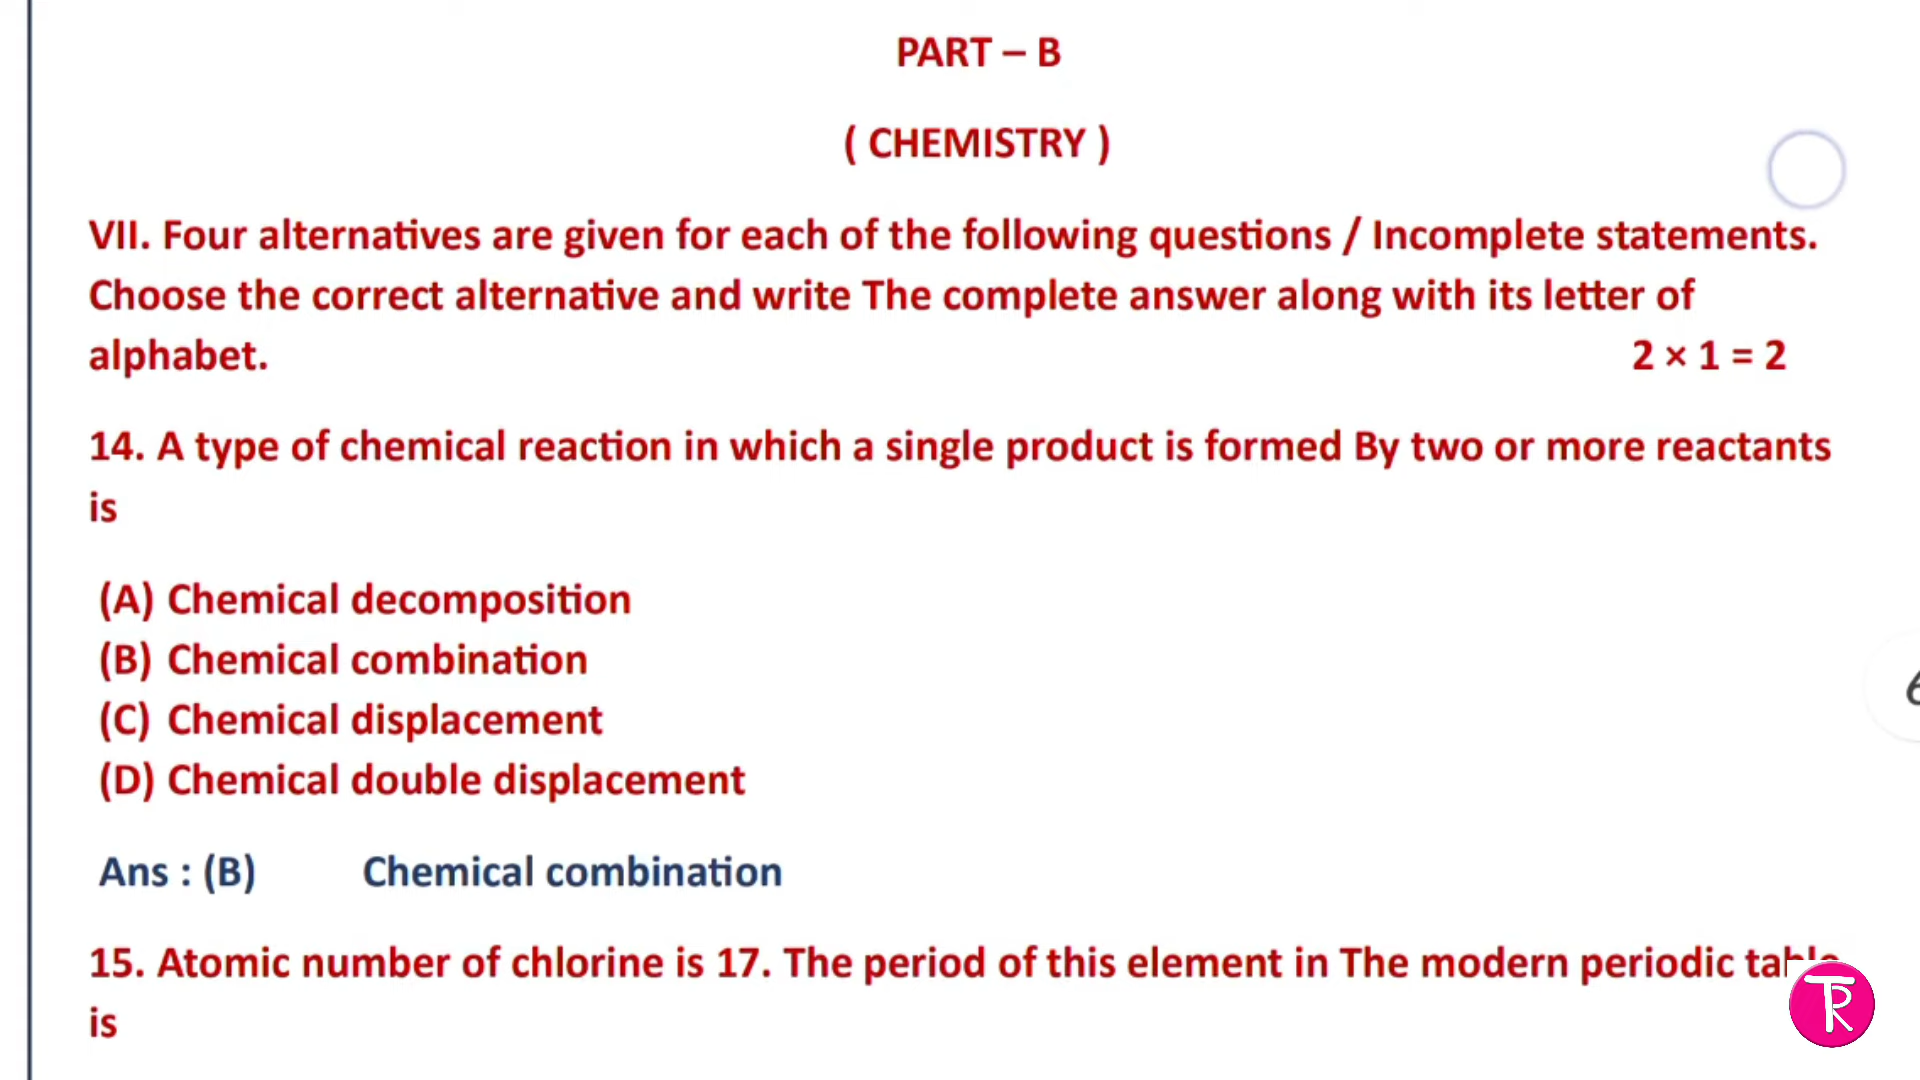 PART – B
( CHEMISTRY )
VII. Four alternatives are given for each of the following questions / Incomplete statements.
Choose the correct alternative and write The complete answer along with its letter of
alphabet. 2 × 1 = 2
14. A type of chemical reaction in which a single product is formed By two or more reactants
is
(A) Chemical decomposition
(B) Chemical combination
(C) Chemical displacement
(D) Chemical double displacement
Ans : (B) Chemical combination
15. Atomic number of chlorine is 17. The period of this element in The modern periodic table
is
TR